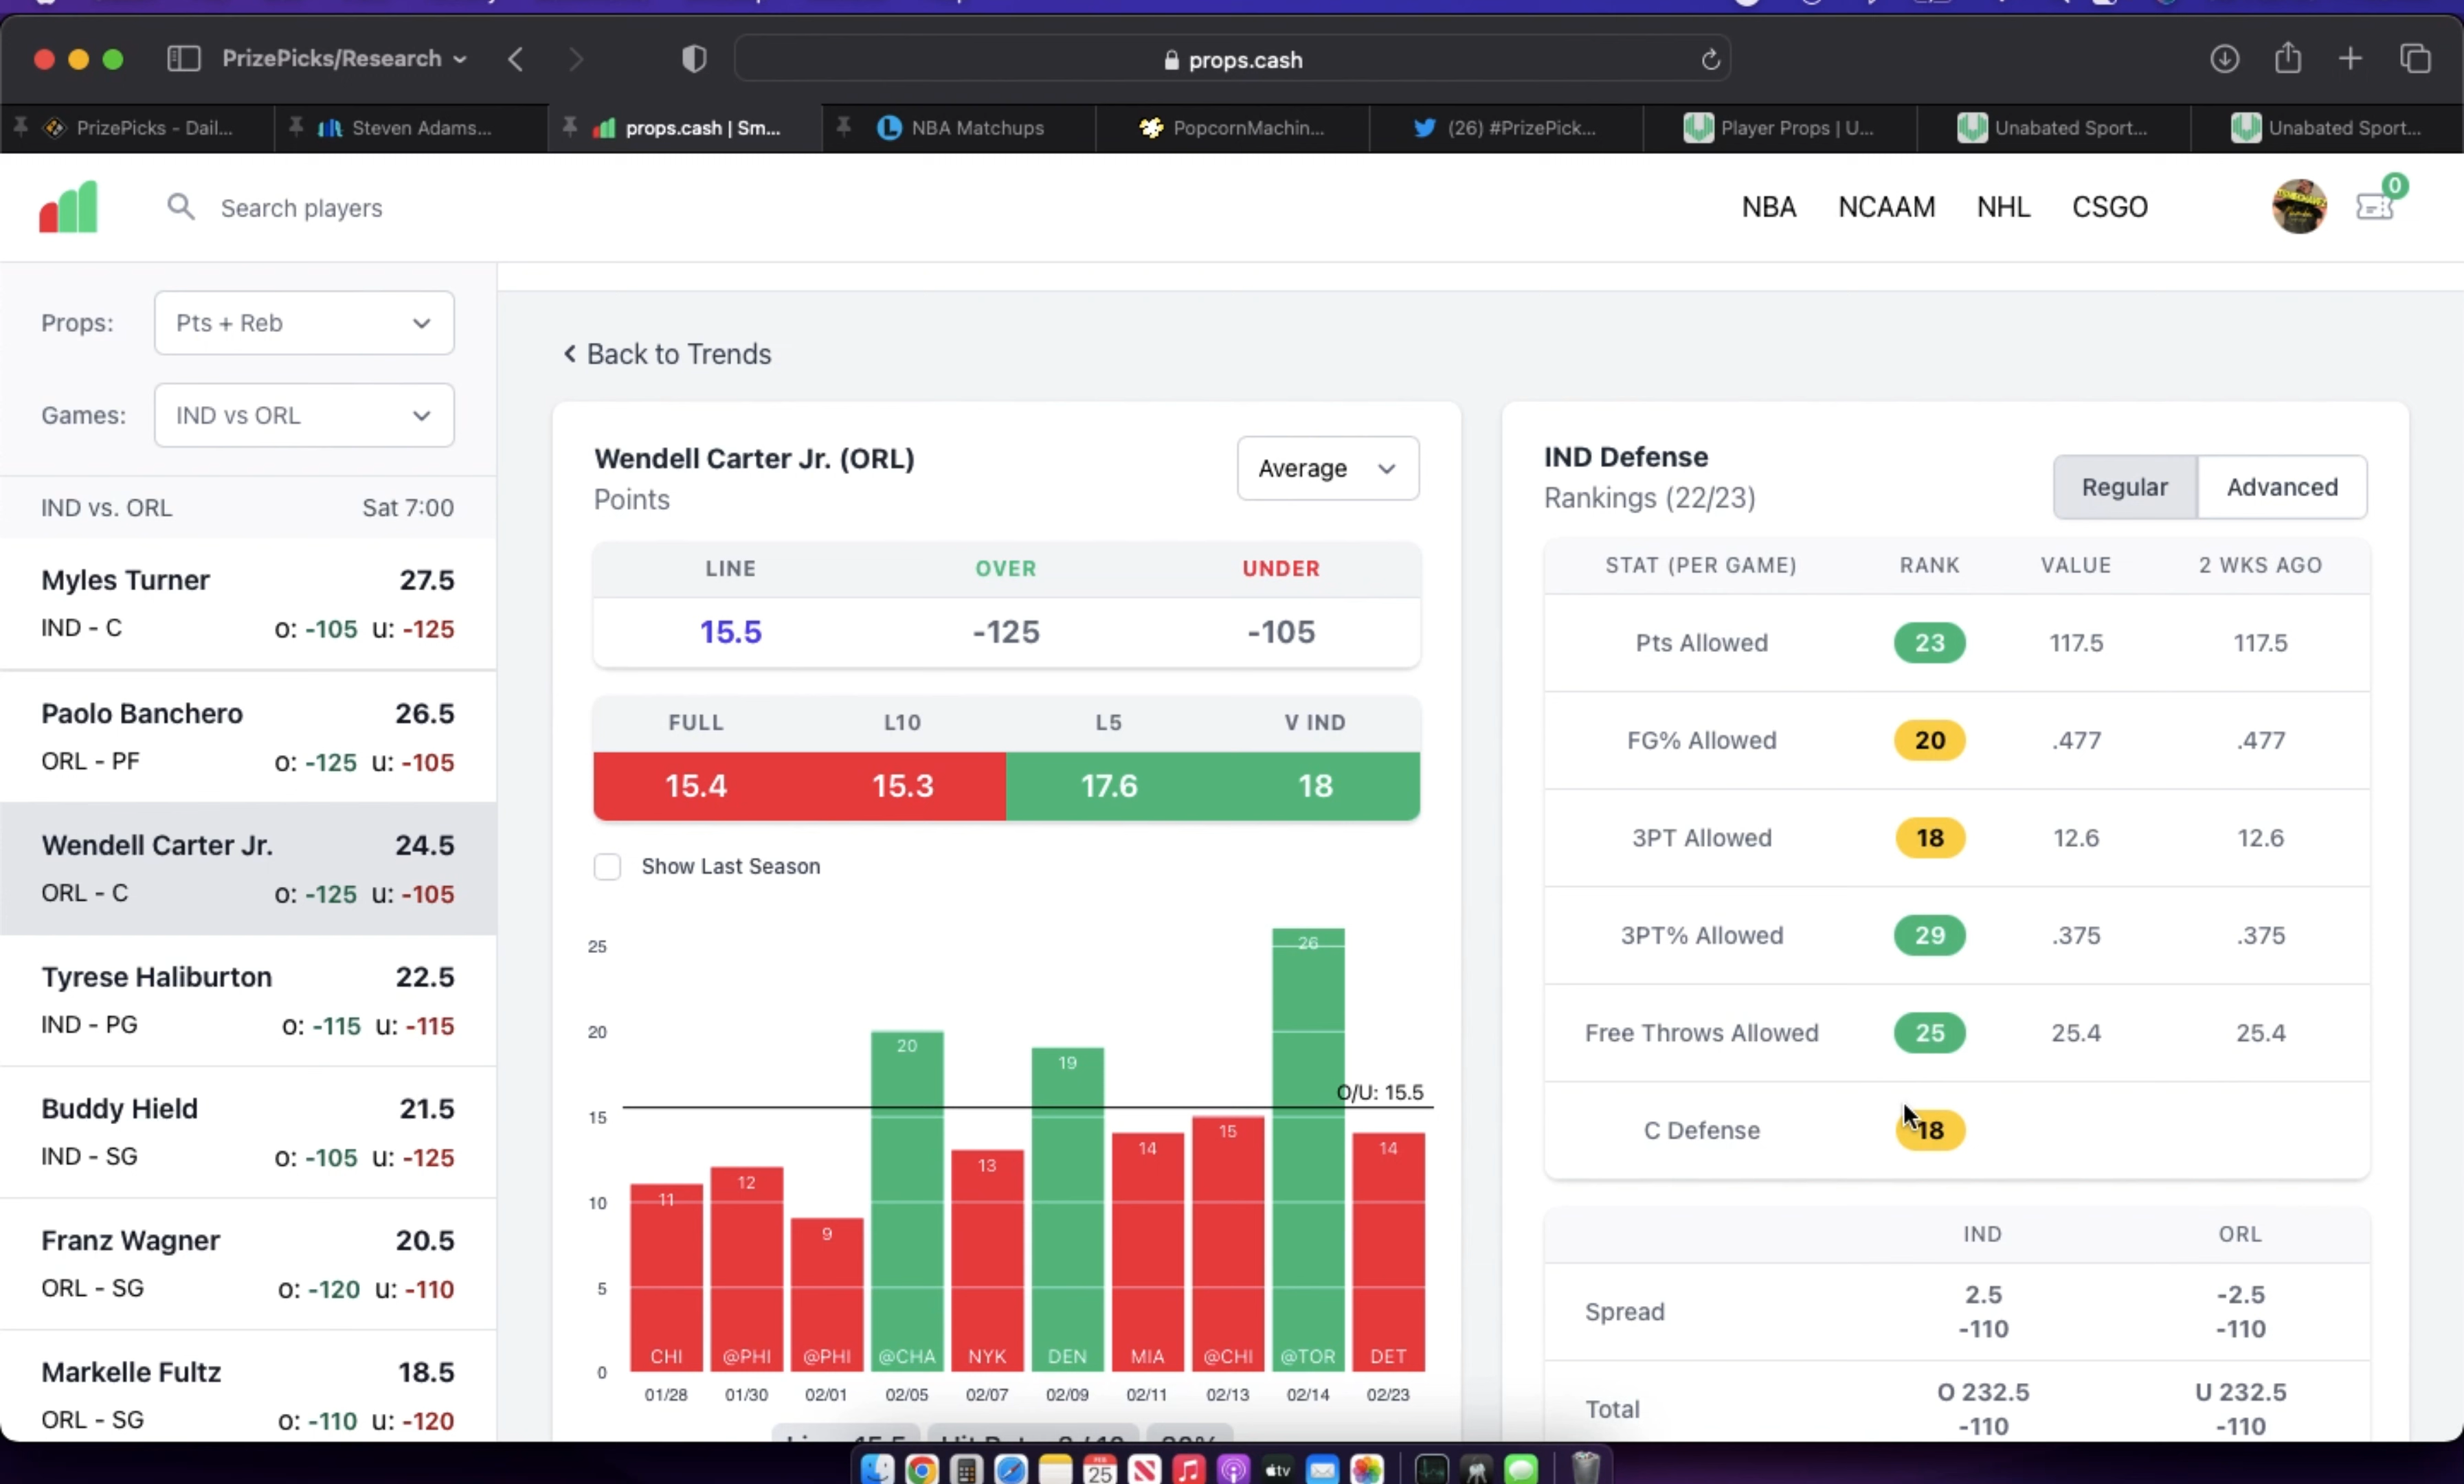 PrizePicks/Research
props.cash
PrizePicks - Dail...
Steven Adams...
props.cash | Sm...
NBA Matchups
PopcornMachin...
(26) #PrizePick...
Player Props | U...
Unabated Sport...
Unabated Sport...
Search players
NBA
NCAAM
NHL
CSGO
0
Props:
Pts + Reb
Games:
IND vs ORL
IND vs. ORL Sat 7:00
Myles Turner 27.5
IND - C o: -105 u: -125
Paolo Banchero 26.5
ORL - PF o: -125 u: -105
Wendell Carter Jr. 24.5
ORL - C o: -125 u: -105
Tyrese Haliburton 22.5
IND - PG o: -115 u: -115
Buddy Hield 21.5
IND - SG o: -105 u: -125
Franz Wagner 20.5
ORL - SG o: -120 u: -110
Markelle Fultz 18.5
ORL - SG o: -110 u: -120
Back to Trends
Wendell Carter Jr. (ORL)
Points
Average
LINE OVER UNDER
15.5 -125 -105
FULL L10 L5 V IND
15.4 15.3 17.6 18
Show Last Season
25
20
15
10
5
0
O/U: 15.5
11 12 9 20 13 19 14 15 26 14
CHI @PHI @PHI @CHA NYK DEN MIA @CHI @TOR DET
01/28 01/30 02/01 02/05 02/07 02/09 02/11 02/13 02/14 02/23
IND Defense
Rankings (22/23)
Regular
Advanced
STAT (PER GAME) RANK VALUE 2 WKS AGO
Pts Allowed 23 117.5 117.5
FG% Allowed 20 .477 .477
3PT Allowed 18 12.6 12.6
3PT% Allowed 29 .375 .375
Free Throws Allowed 25 25.4 25.4
C Defense 18
IND ORL
Spread 2.5 -2.5
-110 -110
Total O 232.5 U 232.5
-110 -110
FEB
25
tv